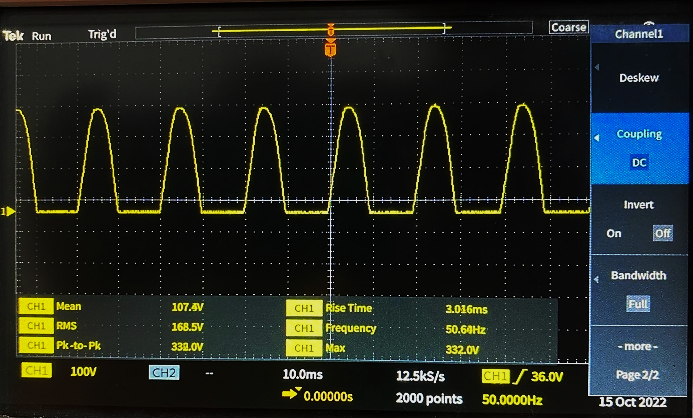 Tek Run Trig'd Coarse
T
T
Channel1
Deskew
Coupling
DC
Invert
On Off
Bandwidth
Full
- more -
Page 2/2
1
CH1 Mean 107.4V CH1 Rise Time 3.016ms
CH1 RMS 168.5V CH1 Frequency 50.64Hz
CH1 Pk-to-Pk CH1 Max 332.0V
CH1 100V CH2 -- 10.0ms 12.5kS/s CH1 36.0V
0.00000s 2000 points 50.0000Hz
15 Oct 2022